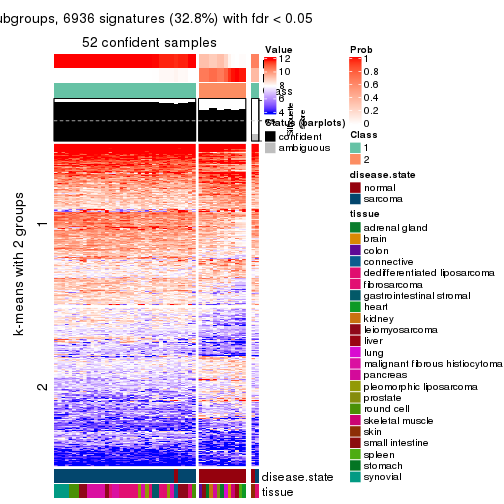 ubgroups, 6936 signatures (32.8%) with fdr < 0.05
52 confident samples
k-means with 2 groups
1
2
Value
12
10
8
6
4
Status (barplots)
confident
ambiguous
Silhouette
score
Prob
1
0.8
0.6
0.4
0.2
0
Class
1
2
disease.state
normal
sarcoma
tissue
adrenal gland
brain
colon
connective
dedifferentiated liposarcoma
fibrosarcoma
gastrointestinal stromal
heart
kidney
leiomyosarcoma
liver
lung
malignant fibrous histiocytoma
pancreas
pleomorphic liposarcoma
prostate
round cell
skeletal muscle
skin
small intestine
spleen
stomach
synovial
disease.state
tissue